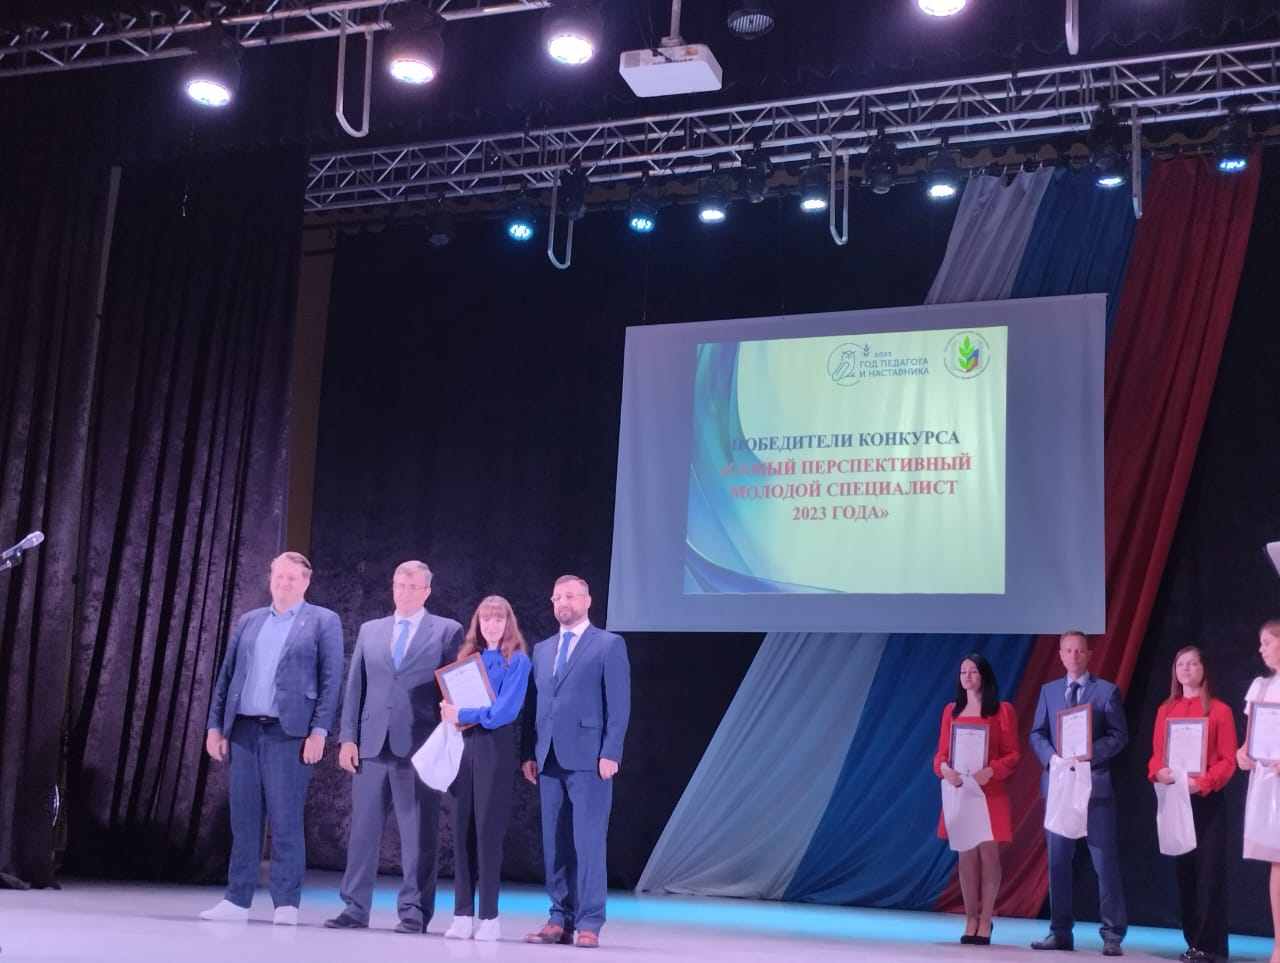 2023
ГОД ПЕДАГОГА
И НАСТАВНИКА
ПОБЕДИТЕЛИ КОНКУРСА
«САМЫЙ ПЕРСПЕКТИВНЫЙ
МОЛОДОЙ СПЕЦИАЛИСТ
2023 ГОДА»